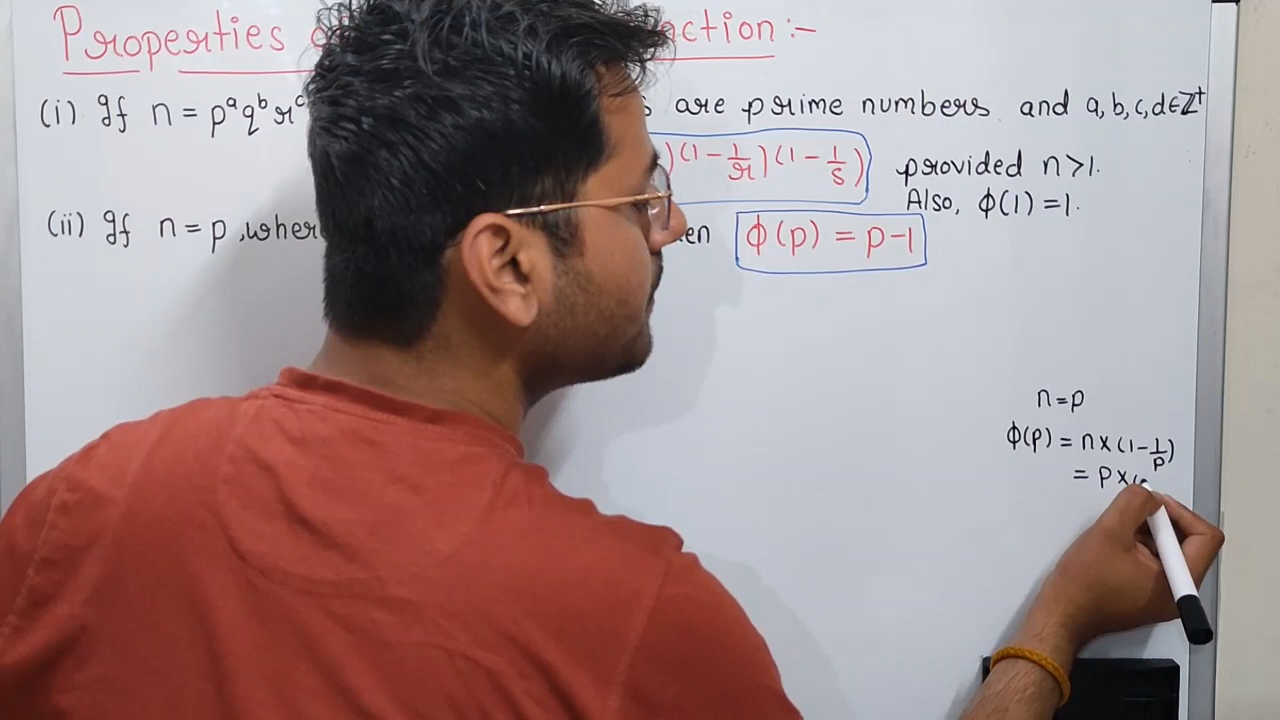 Properties ction :-
(i) If n = pᵃqᵇrᶜ are prime numbers and a, b, c, d ∈ ℤ⁺
)(1 - 1/r)(1 - 1/s) provided n > 1.
Also, ϕ(1) = 1.
(ii) If n = p , wher en ϕ(p) = p-1
n = p
ϕ(p) = n × (1 - 1/p)
= p × (